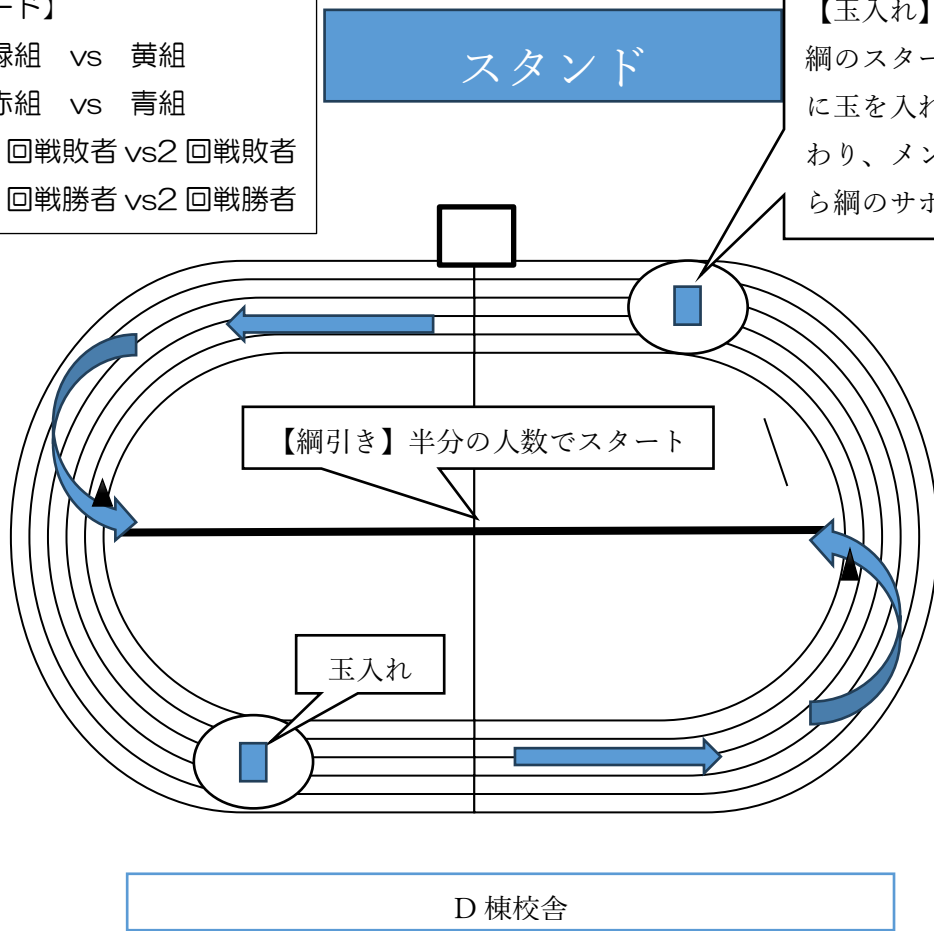 ード】
緑組　vs　黄組
赤組　vs　青組
回戦敗者 vs2 回戦敗者
回戦勝者 vs2 回戦勝者
スタンド
【玉入れ】
綱のスター
に玉を入れ
わり、メン
ら綱のサポ
【綱引き】半分の人数でスタート
玉入れ
D 棟校舎